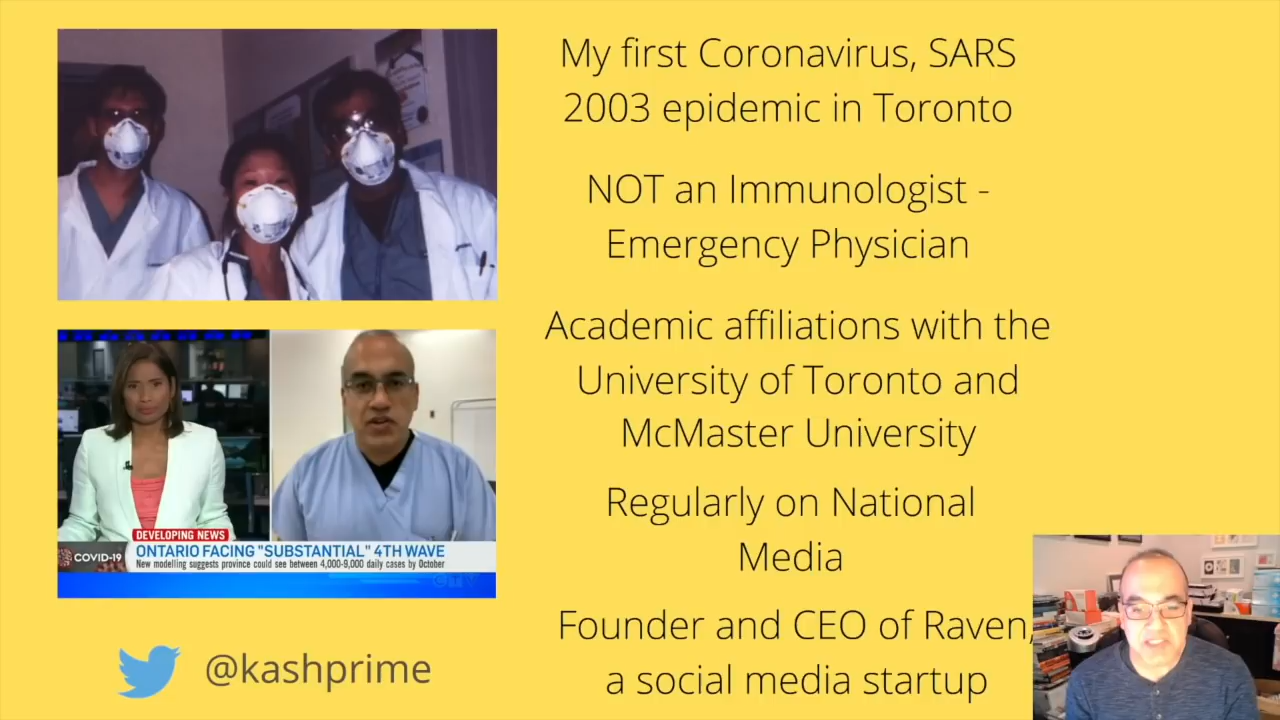 My first Coronavirus, SARS
2003 epidemic in Toronto
NOT an Immunologist -
Emergency Physician
Academic affiliations with the
University of Toronto and
McMaster University
Regularly on National
Media
Founder and CEO of Raven,
a social media startup
DEVELOPING NEWS
COVID-19
ONTARIO FACING "SUBSTANTIAL" 4TH WAVE
New modelling suggests province could see between 4,000-9,000 daily cases by October
@kashprime